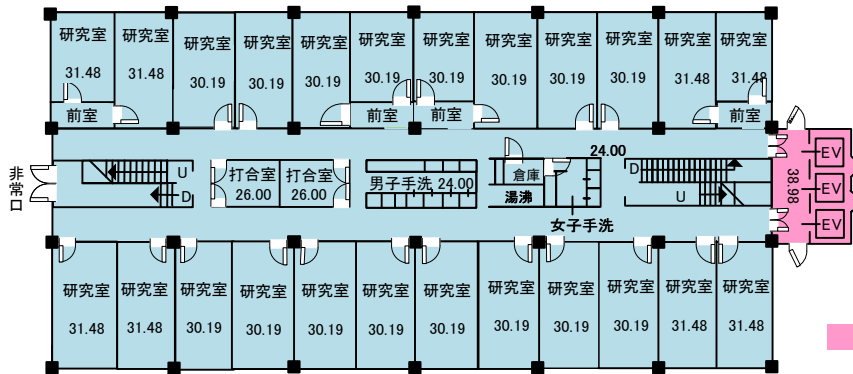 研究室 研究室 研究室 研究室 研究室 研究室 研究室 研究室 研究室 研究室 研究室 研究室
31.48 31.48 30.19 30.19 30.19 30.19 30.19 30.19 30.19 30.19 31.48 31.48
前室 前室 前室 前室
24.00
非常口
U 打合室 打合室 男子手洗 24.00 倉庫 D EV
D 26.00 26.00 湯沸 U 38.98 EV
女子手洗 EV
研究室 研究室 研究室 研究室 研究室 研究室 研究室 研究室 研究室 研究室 研究室 研究室
31.48 31.48 30.19 30.19 30.19 30.19 30.19 30.19 30.19 30.19 31.48 31.48